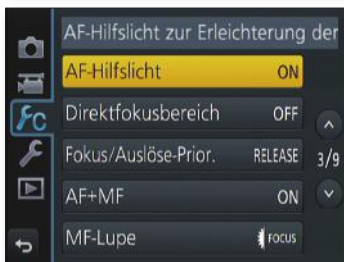 AF-Hilfslicht zur Erleichterung der
AF-Hilfslicht ON
Direktfokusbereich OFF
Fokus/Auslöse-Prior. RELEASE
3/9
AF+MF ON
MF-Lupe FOCUS
C